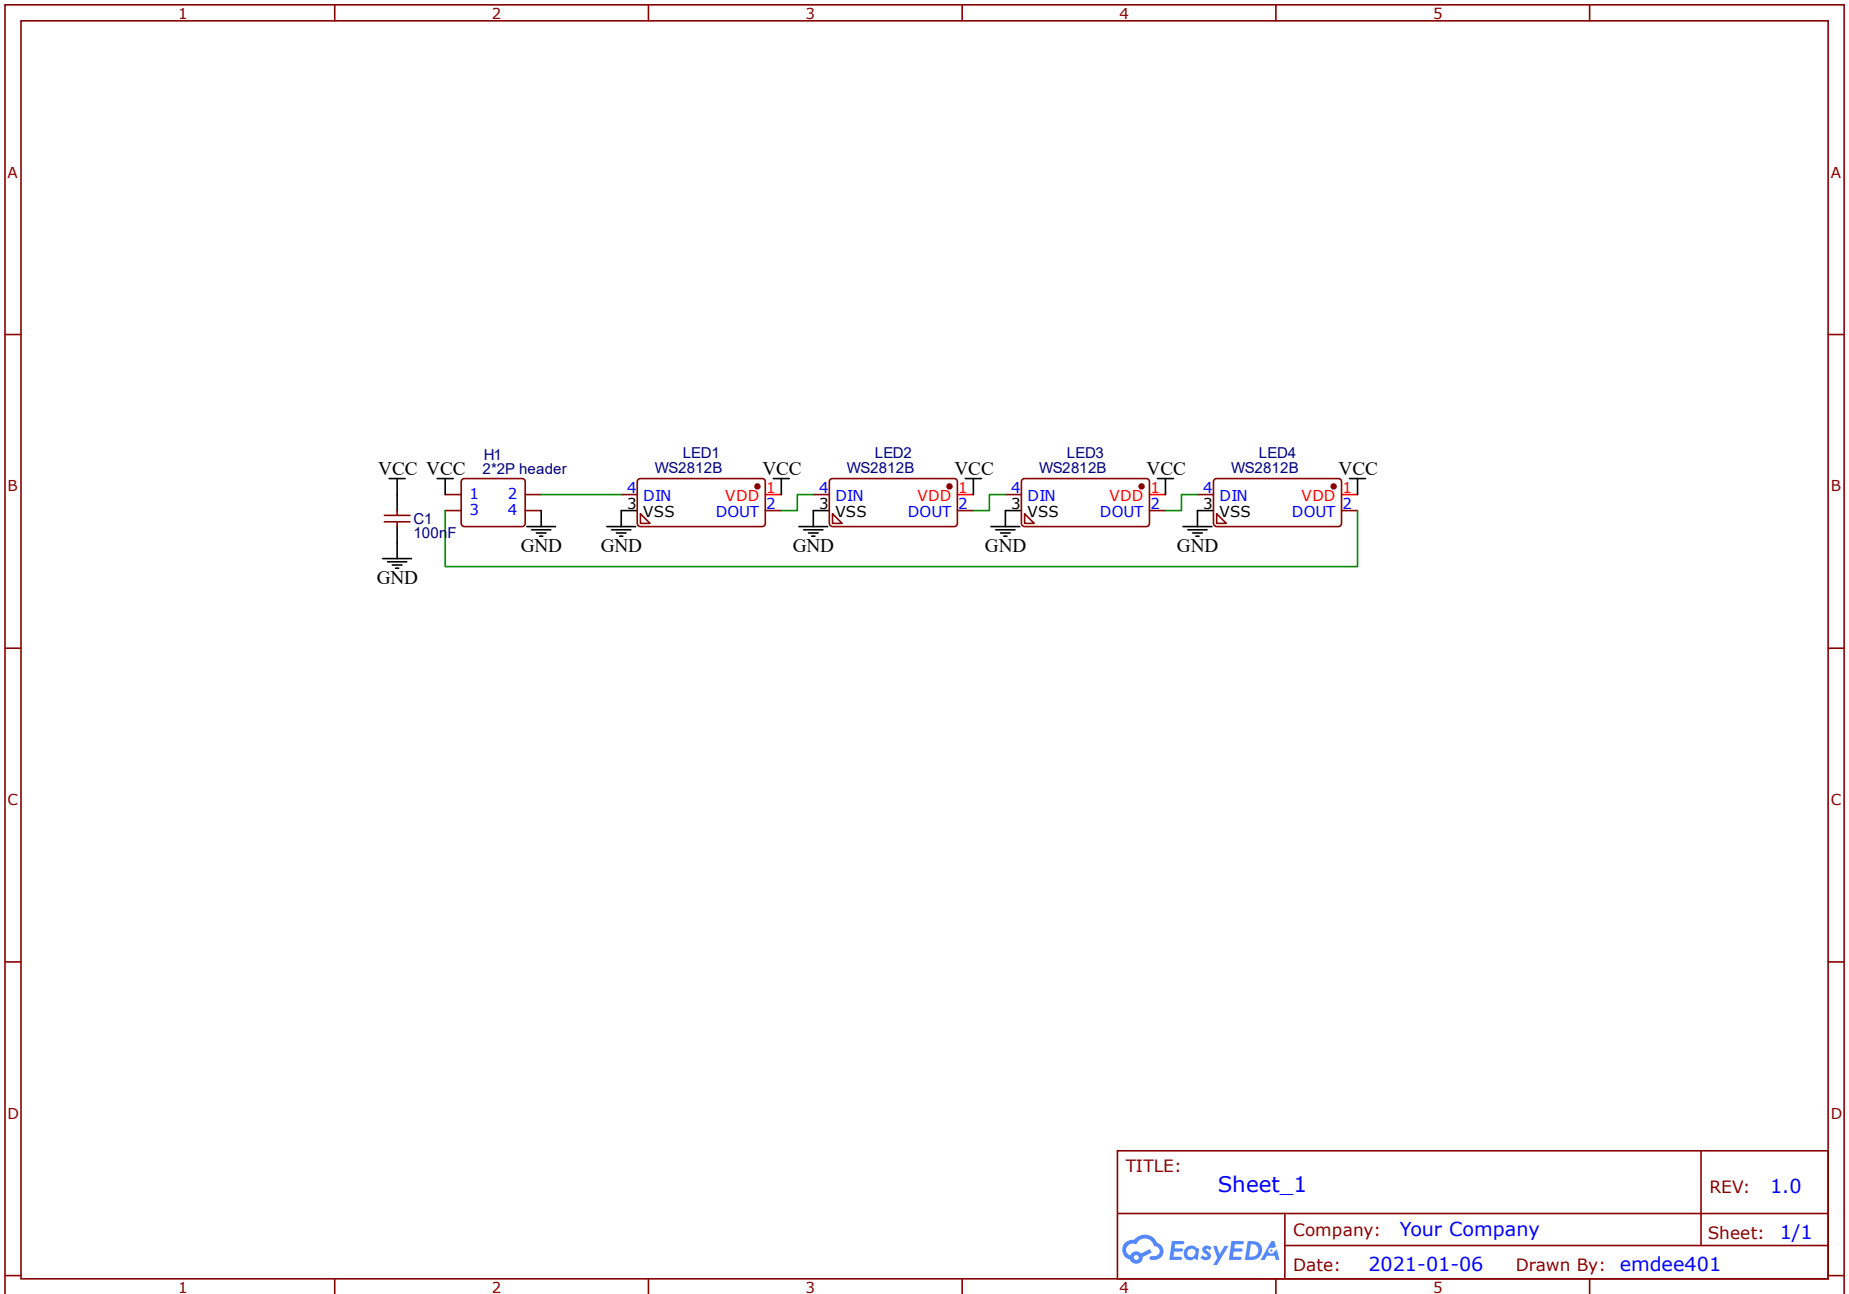 1 2 3 4 5
A A
B B
C C
D D
H1
2*2P header
VCC VCC
1 2
3 4
C1
100nF
GND
GND
LED1
WS2812B
VCC
4 DIN VDD 1
3 VSS DOUT 2
GND
LED2
WS2812B
VCC
4 DIN VDD 1
3 VSS DOUT 2
GND
LED3
WS2812B
VCC
4 DIN VDD 1
3 VSS DOUT 2
GND
LED4
WS2812B
VCC
4 DIN VDD 1
3 VSS DOUT 2
GND
TITLE:
Sheet_1
REV: 1.0
EasyEDA
Company: Your Company
Sheet: 1/1
Date: 2021-01-06 Drawn By: emdee401
1 2 3 4 5